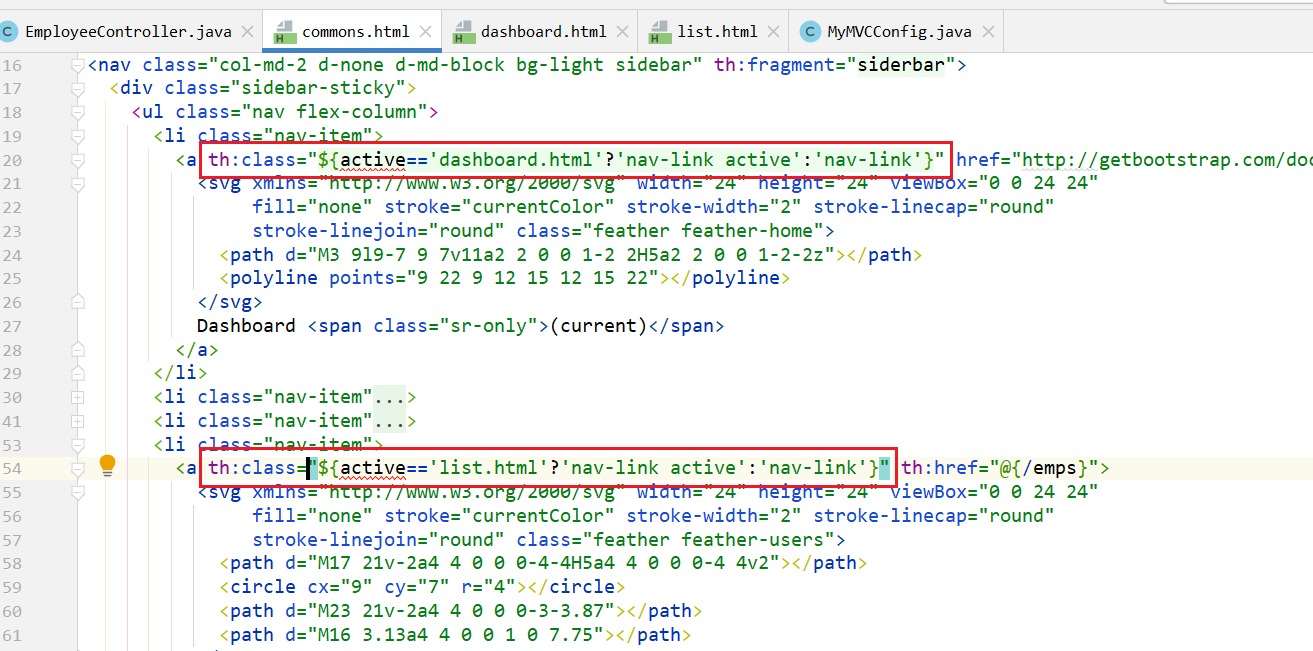 EmployeeController.java commons.html dashboard.html list.html MyMVCConfig.java
16 <nav class="col-md-2 d-none d-md-block bg-light sidebar" th:fragment="siderbar">
17 <div class="sidebar-sticky">
18 <ul class="nav flex-column">
19 <li class="nav-item">
20 <a th:class="${active=='dashboard.html'?'nav-link active':'nav-link'}" href="http://getbootstrap.com/doc
21 <svg xmlns="http://www.w3.org/2000/svg" width="24" height="24" viewBox="0 0 24 24"
22 fill="none" stroke="currentColor" stroke-width="2" stroke-linecap="round"
23 stroke-linejoin="round" class="feather feather-home">
24 <path d="M3 9l9-7 9 7v11a2 2 0 0 1-2 2H5a2 2 0 0 1-2-2z"></path>
25 <polyline points="9 22 9 12 15 12 15 22"></polyline>
26 </svg>
27 Dashboard <span class="sr-only">(current)</span>
28 </a>
29 </li>
30 <li class="nav-item"...>
41 <li class="nav-item"...>
53 <li class="nav-item">
54 <a th:class="${active=='list.html'?'nav-link active':'nav-link'}" th:href="@{/emps}">
55 <svg xmlns="http://www.w3.org/2000/svg" width="24" height="24" viewBox="0 0 24 24"
56 fill="none" stroke="currentColor" stroke-width="2" stroke-linecap="round"
57 stroke-linejoin="round" class="feather feather-users">
58 <path d="M17 21v-2a4 4 0 0 0-4-4H5a4 4 0 0 0-4 4v2"></path>
59 <circle cx="9" cy="7" r="4"></circle>
60 <path d="M23 21v-2a4 4 0 0 0-3-3.87"></path>
61 <path d="M16 3.13a4 4 0 0 1 0 7.75"></path>